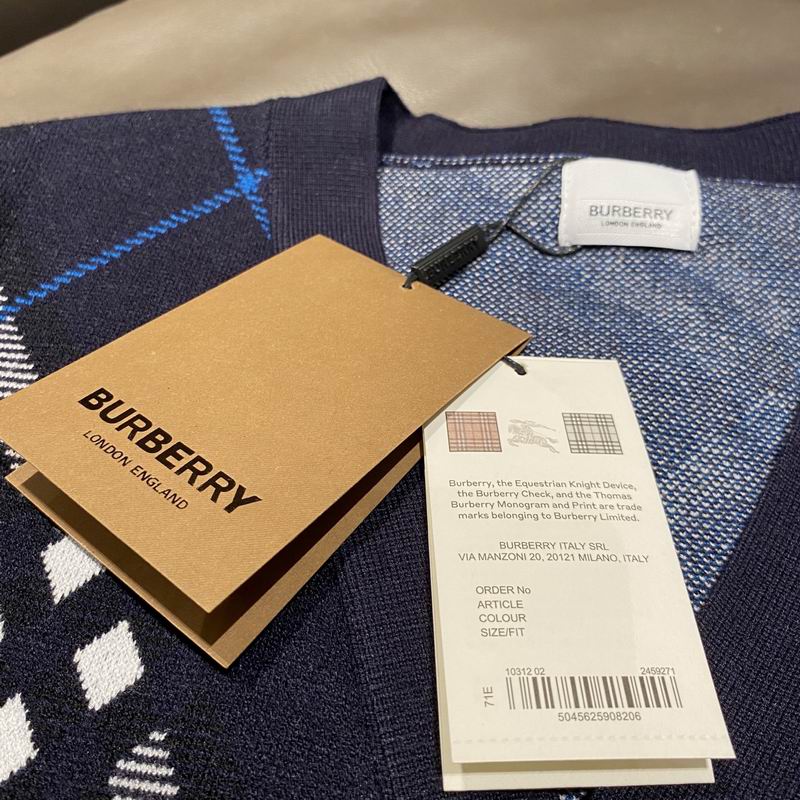 BURBERRY
LONDON ENGLAND
BURBERRY
LONDON ENGLAND
Burberry, the Equestrian Knight Device,
the Burberry Check, and the Thomas
Burberry Monogram and Print are trade
marks belonging to Burberry Limited.
BURBERRY ITALY SRL
VIA MANZONI 20, 20121 MILANO, ITALY
ORDER No
ARTICLE
COLOUR
SIZE/FIT
10312 02 2459271
71E
5045625908206